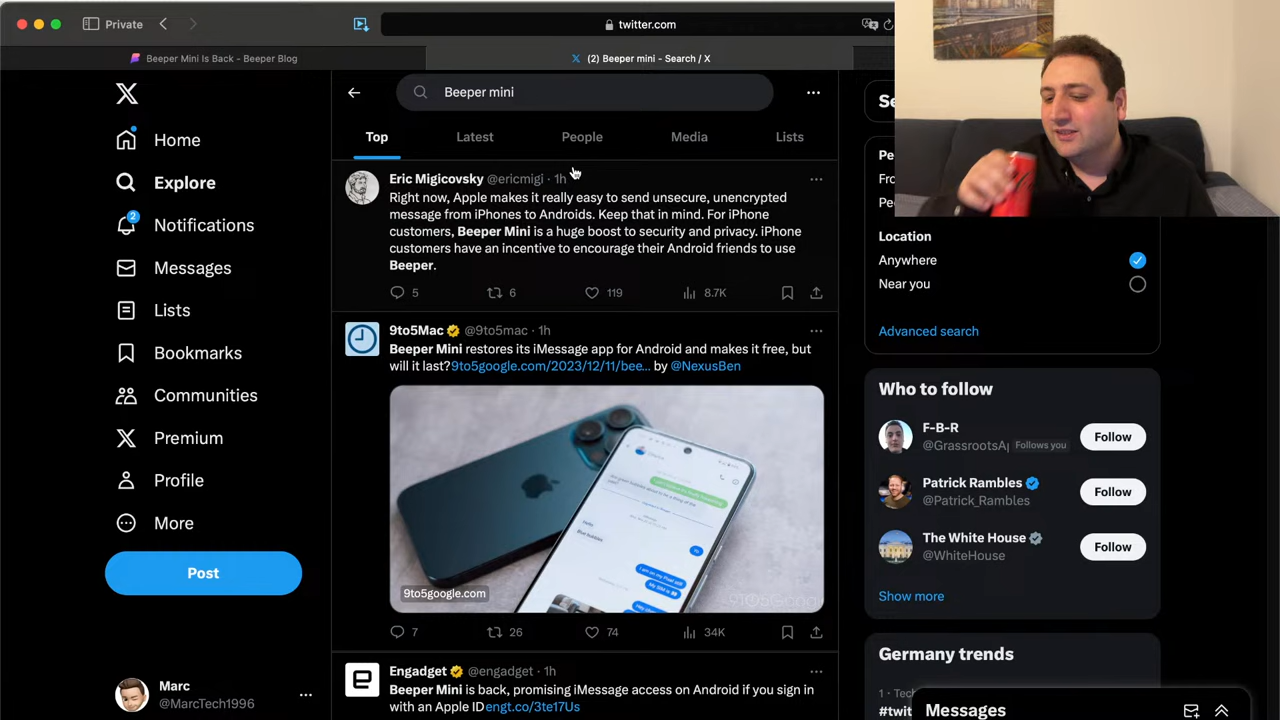 Private
twitter.com
Beeper Mini Is Back - Beeper Blog
(2) Beeper mini - Search / X
Home
Explore
2
Notifications
Messages
Lists
Bookmarks
Communities
Premium
Profile
More
Post
Marc
@MarcTech1996
Beeper mini
Top
Latest
People
Media
Lists
Eric Migicovsky @ericmigi · 1h
Right now, Apple makes it really easy to send unsecure, unencrypted
message from iPhones to Androids. Keep that in mind. For iPhone
customers, Beeper Mini is a huge boost to security and privacy. iPhone
customers have an incentive to encourage their Android friends to use
Beeper.
5
6
119
8.7K
9to5Mac @9to5mac · 1h
Beeper Mini restores its iMessage app for Android and makes it free, but
will it last?9to5google.com/2023/12/11/bee... by @NexusBen
9to5google.com
7
26
74
34K
Engadget @engadget · 1h
Beeper Mini is back, promising iMessage access on Android if you sign in
with an Apple IDengt.co/3te17Us
Location
Anywhere
Near you
Advanced search
Who to follow
F-B-R
Follows you
Follow
Patrick Rambles
@Patrick_Rambles
Follow
The White House
@WhiteHouse
Follow
Show more
Germany trends
Messages